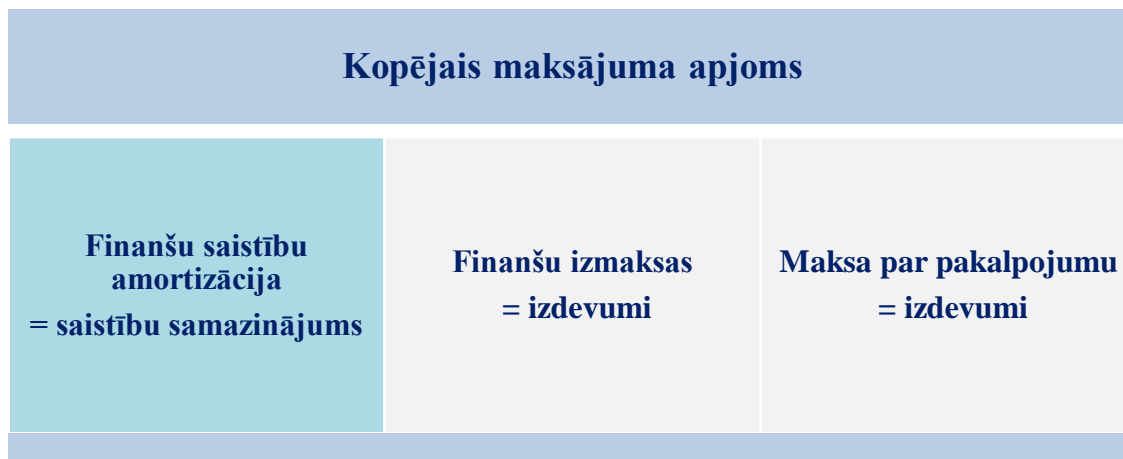 Kopējais maksājuma apjoms
Finanšu saistību
amortizācija
= saistību samazinājums
Finanšu izmaksas
= izdevumi
Maksa par pakalpojumu
= izdevumi